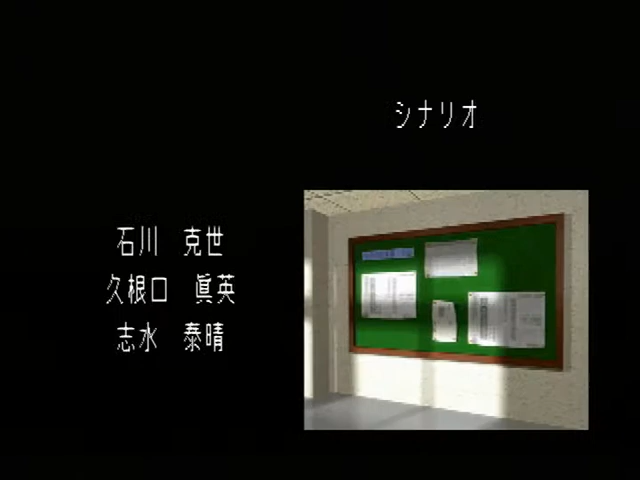 シナリオ
石川 克世
久根口 眞英
志水 泰晴